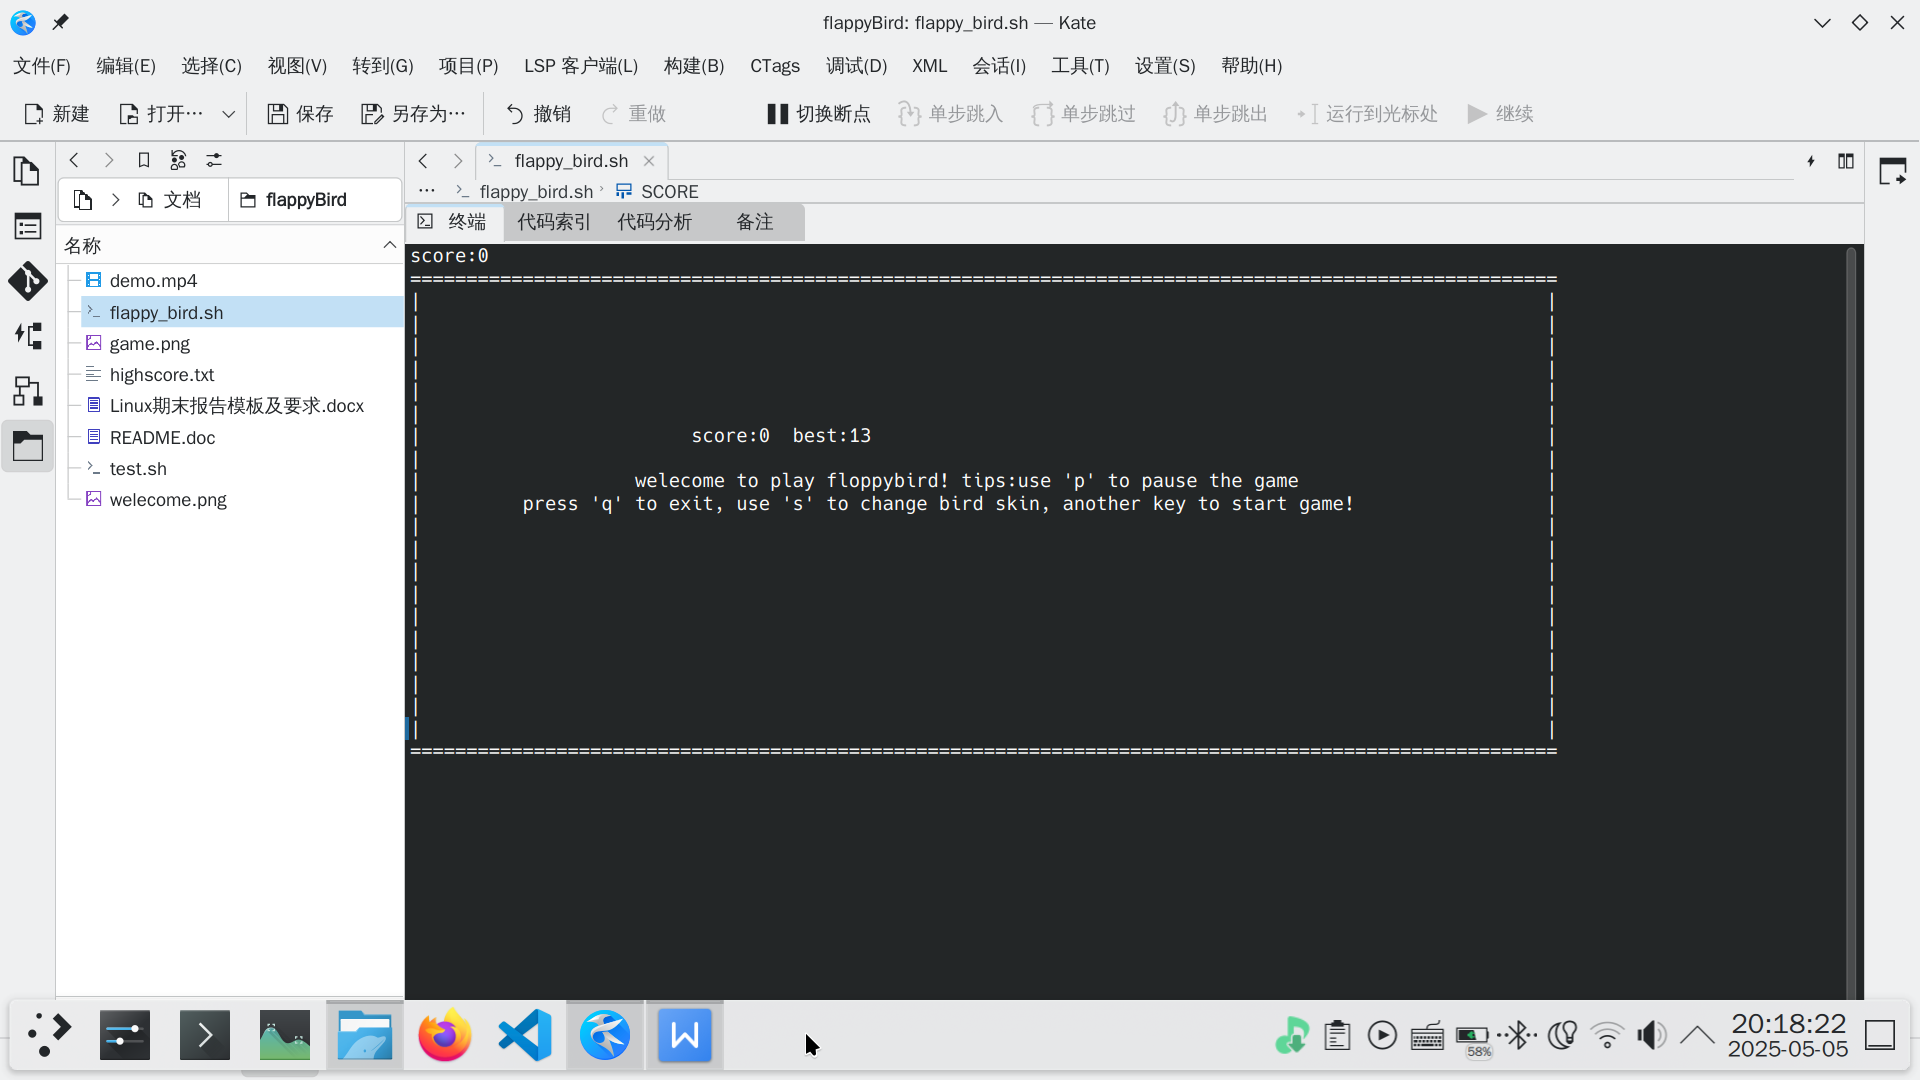 flappyBird: flappy_bird.sh — Kate
文件(F) 编辑(E) 选择(C) 视图(V) 转到(G) 项目(P) LSP 客户端(L) 构建(B) CTags 调试(D) XML 会话(I) 工具(T) 设置(S) 帮助(H)
新建 打开… 保存 另存为… 撤销 重做 切换断点 单步跳入 单步跳过 单步跳出 运行到光标处 继续
flappy_bird.sh
文档 flappyBird
… flappy_bird.sh SCORE
终端 代码索引 代码分析 备注
名称
demo.mp4
flappy_bird.sh
game.png
highscore.txt
Linux期末报告模板及要求.docx
README.doc
test.sh
welecome.png
score:0
==========================================================================================
score:0 best:13
welecome to play floppybird! tips:use 'p' to pause the game
press 'q' to exit, use 's' to change bird skin, another key to start game!
==========================================================================================
58%
20:18:22
2025-05-05